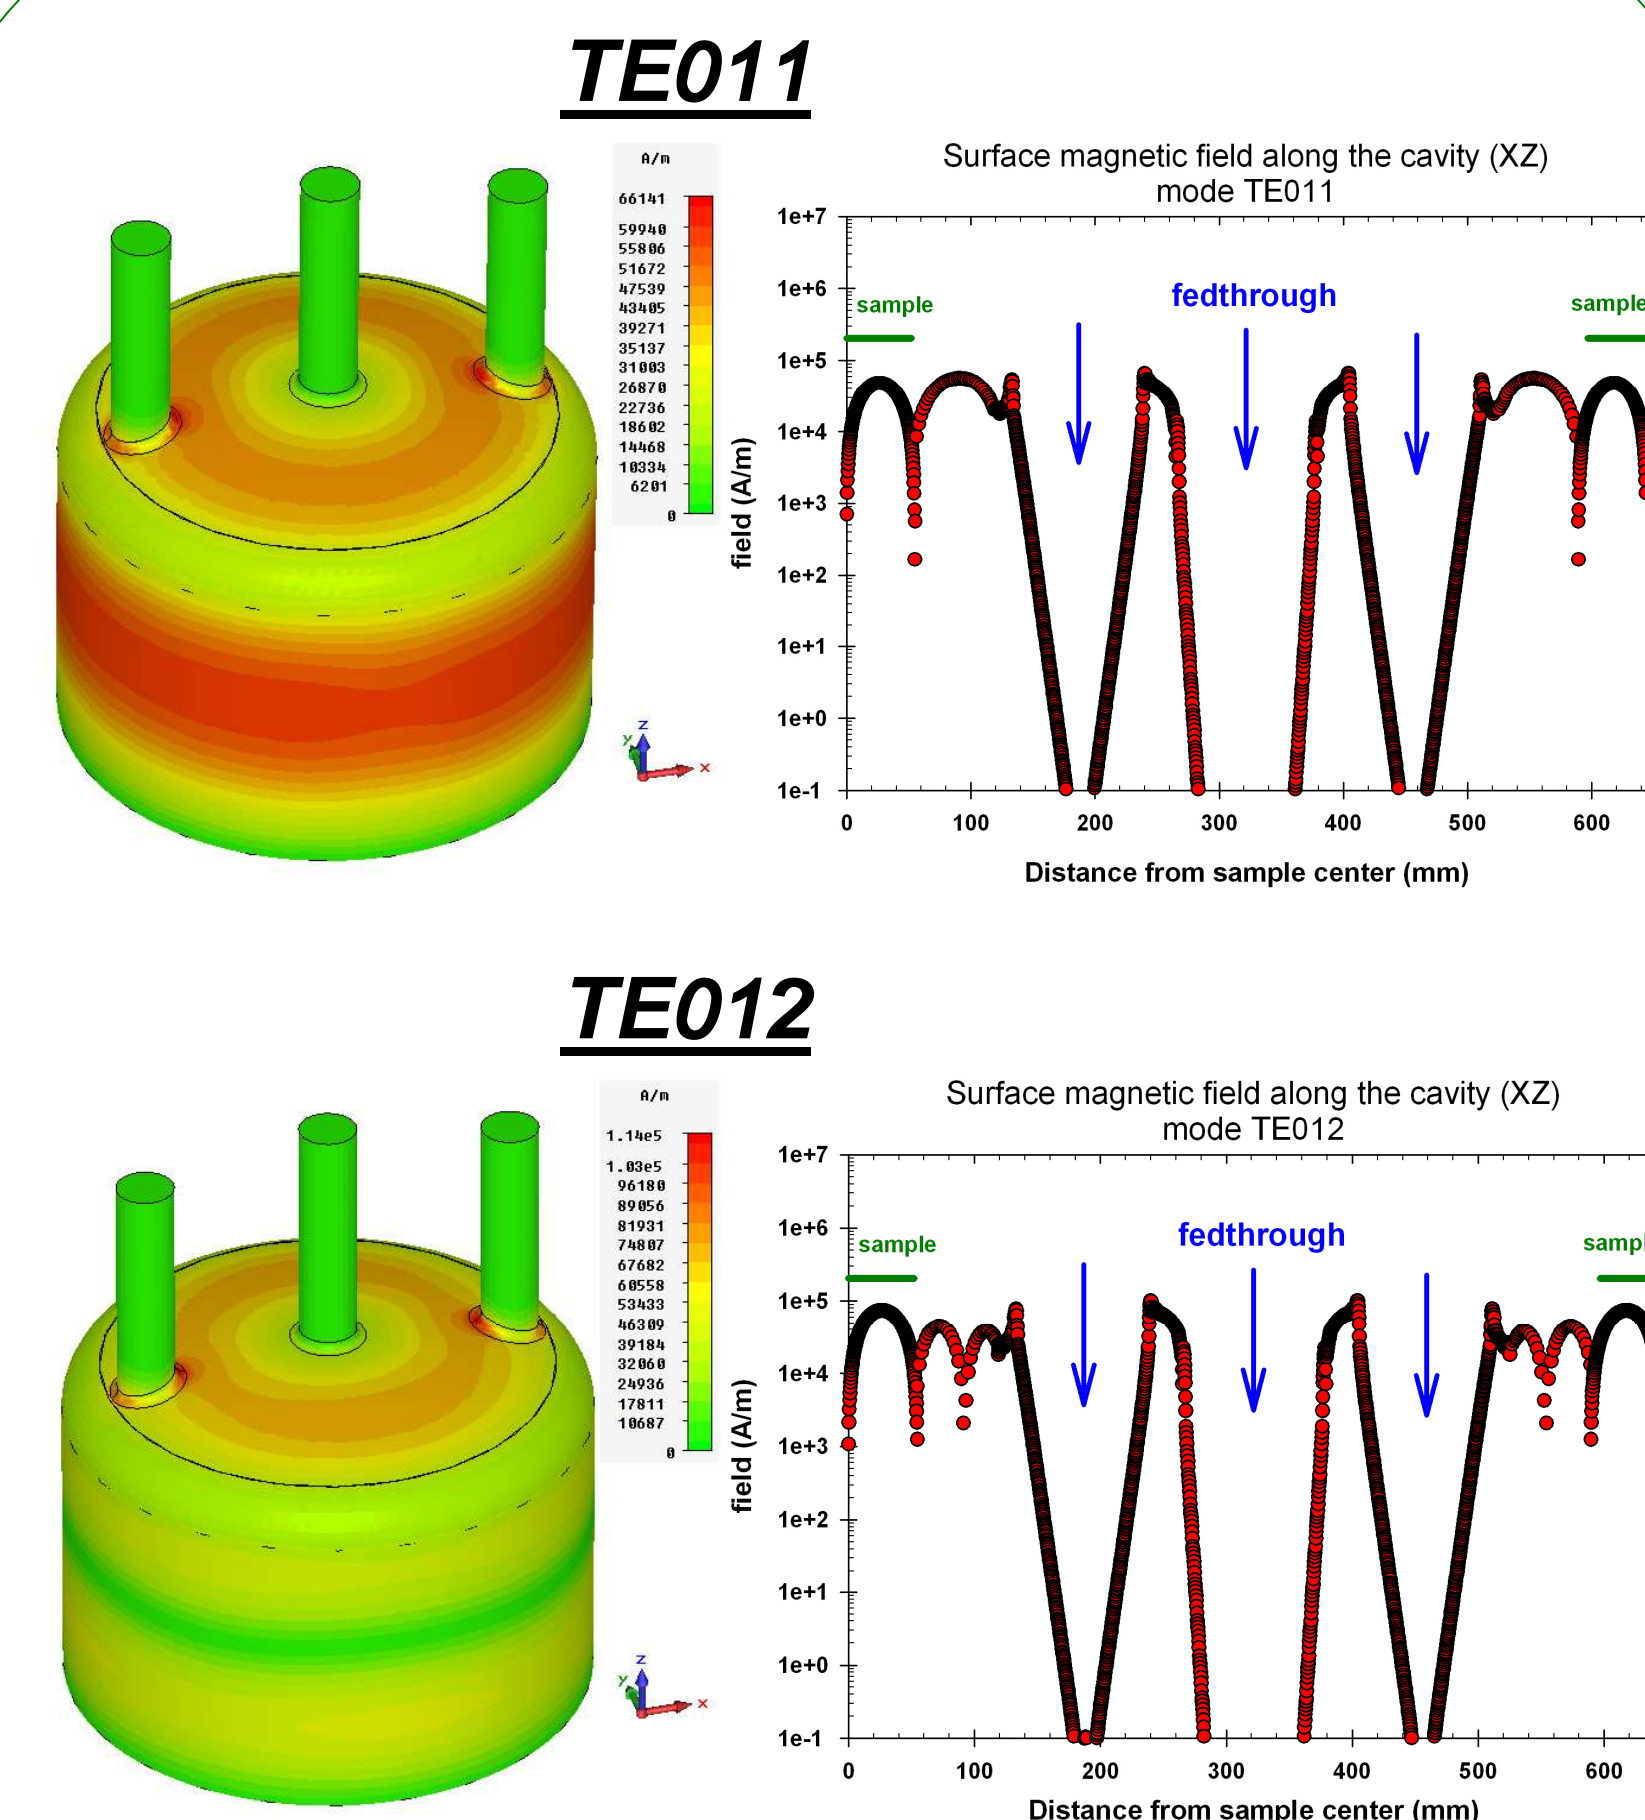 TE011
A/m
66141
59940
55806
51672
47539
43405
39271
35137
31003
26870
22736
18602
14468
10334
6201
0
z
y
x
Surface magnetic field along the cavity (XZ)
mode TE011
1e+7
1e+6
1e+5
1e+4
1e+3
1e+2
1e+1
1e+0
1e-1
field (A/m)
sample
fedthrough
sample
0 100 200 300 400 500 600
Distance from sample center (mm)
TE012
A/m
1.14e5
1.03e5
96180
89056
81931
74807
67682
60558
53433
46309
39184
32060
24936
17811
10687
0
z
y
x
Surface magnetic field along the cavity (XZ)
mode TE012
1e+7
1e+6
1e+5
1e+4
1e+3
1e+2
1e+1
1e+0
1e-1
field (A/m)
sample
fedthrough
sampl
0 100 200 300 400 500 600
Distance from sample center (mm)